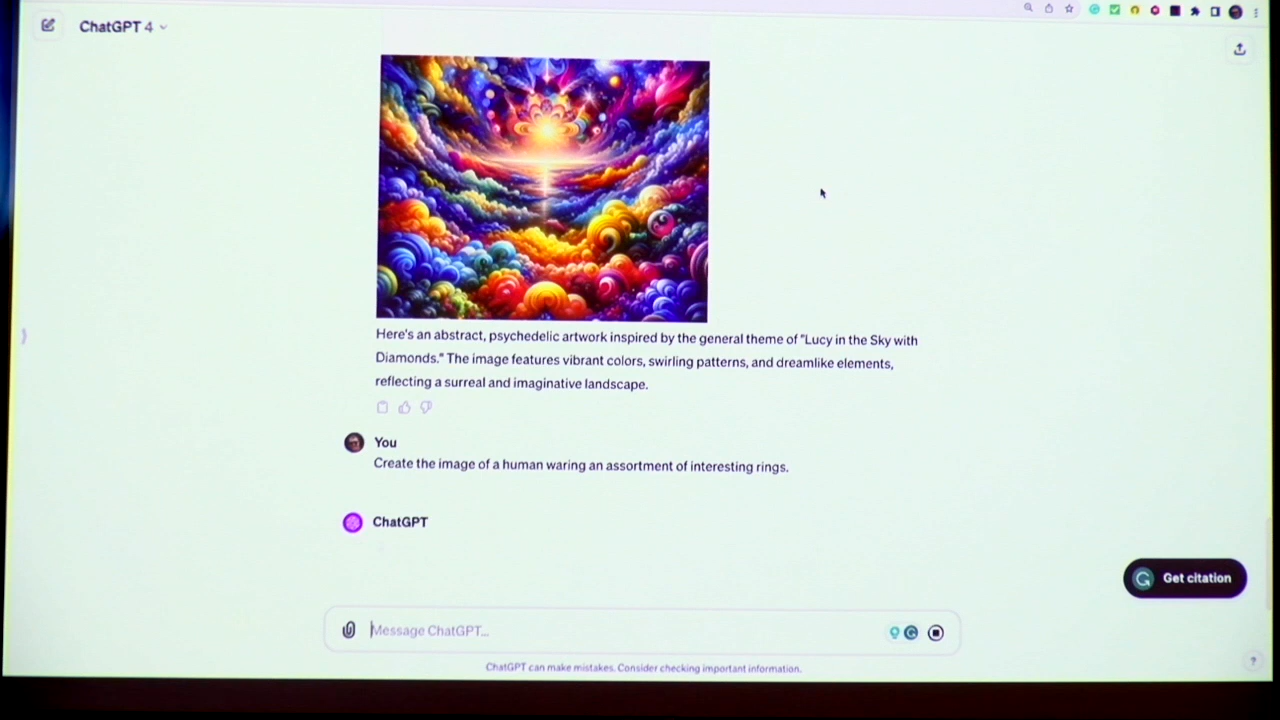 ChatGPT 4
Here's an abstract, psychedelic artwork inspired by the general theme of "Lucy in the Sky with
Diamonds." The image features vibrant colors, swirling patterns, and dreamlike elements,
reflecting a surreal and imaginative landscape.
You
Create the image of a human waring an assortment of interesting rings.
ChatGPT
Get citation
Message ChatGPT...
ChatGPT can make mistakes. Consider checking important information.
?